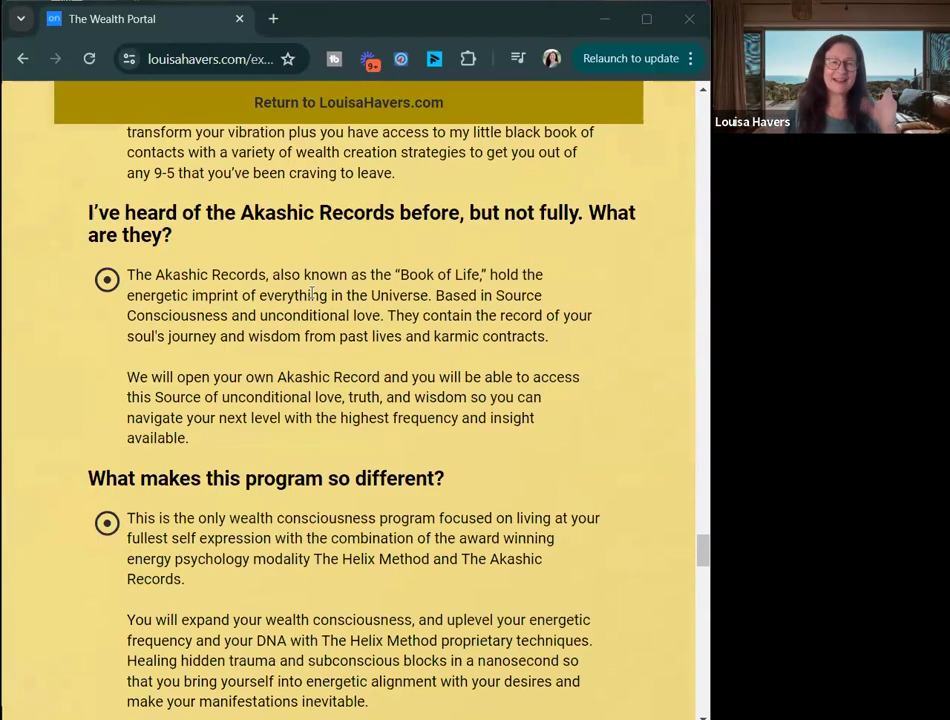 on
The Wealth Portal
louisahavers.com/ex...
9+
Relaunch to update
Return to LouisaHavers.com
transform your vibration plus you have access to my little black book of
contacts with a variety of wealth creation strategies to get you out of
any 9-5 that you've been craving to leave.
I've heard of the Akashic Records before, but not fully. What
are they?
The Akashic Records, also known as the “Book of Life,” hold the
energetic imprint of everything in the Universe. Based in Source
Consciousness and unconditional love. They contain the record of your
soul's journey and wisdom from past lives and karmic contracts.
We will open your own Akashic Record and you will be able to access
this Source of unconditional love, truth, and wisdom so you can
navigate your next level with the highest frequency and insight
available.
What makes this program so different?
This is the only wealth consciousness program focused on living at your
fullest self expression with the combination of the award winning
energy psychology modality The Helix Method and The Akashic
Records.
You will expand your wealth consciousness, and uplevel your energetic
frequency and your DNA with The Helix Method proprietary techniques.
Healing hidden trauma and subconscious blocks in a nanosecond so
that you bring yourself into energetic alignment with your desires and
make your manifestations inevitable.
Louisa Havers